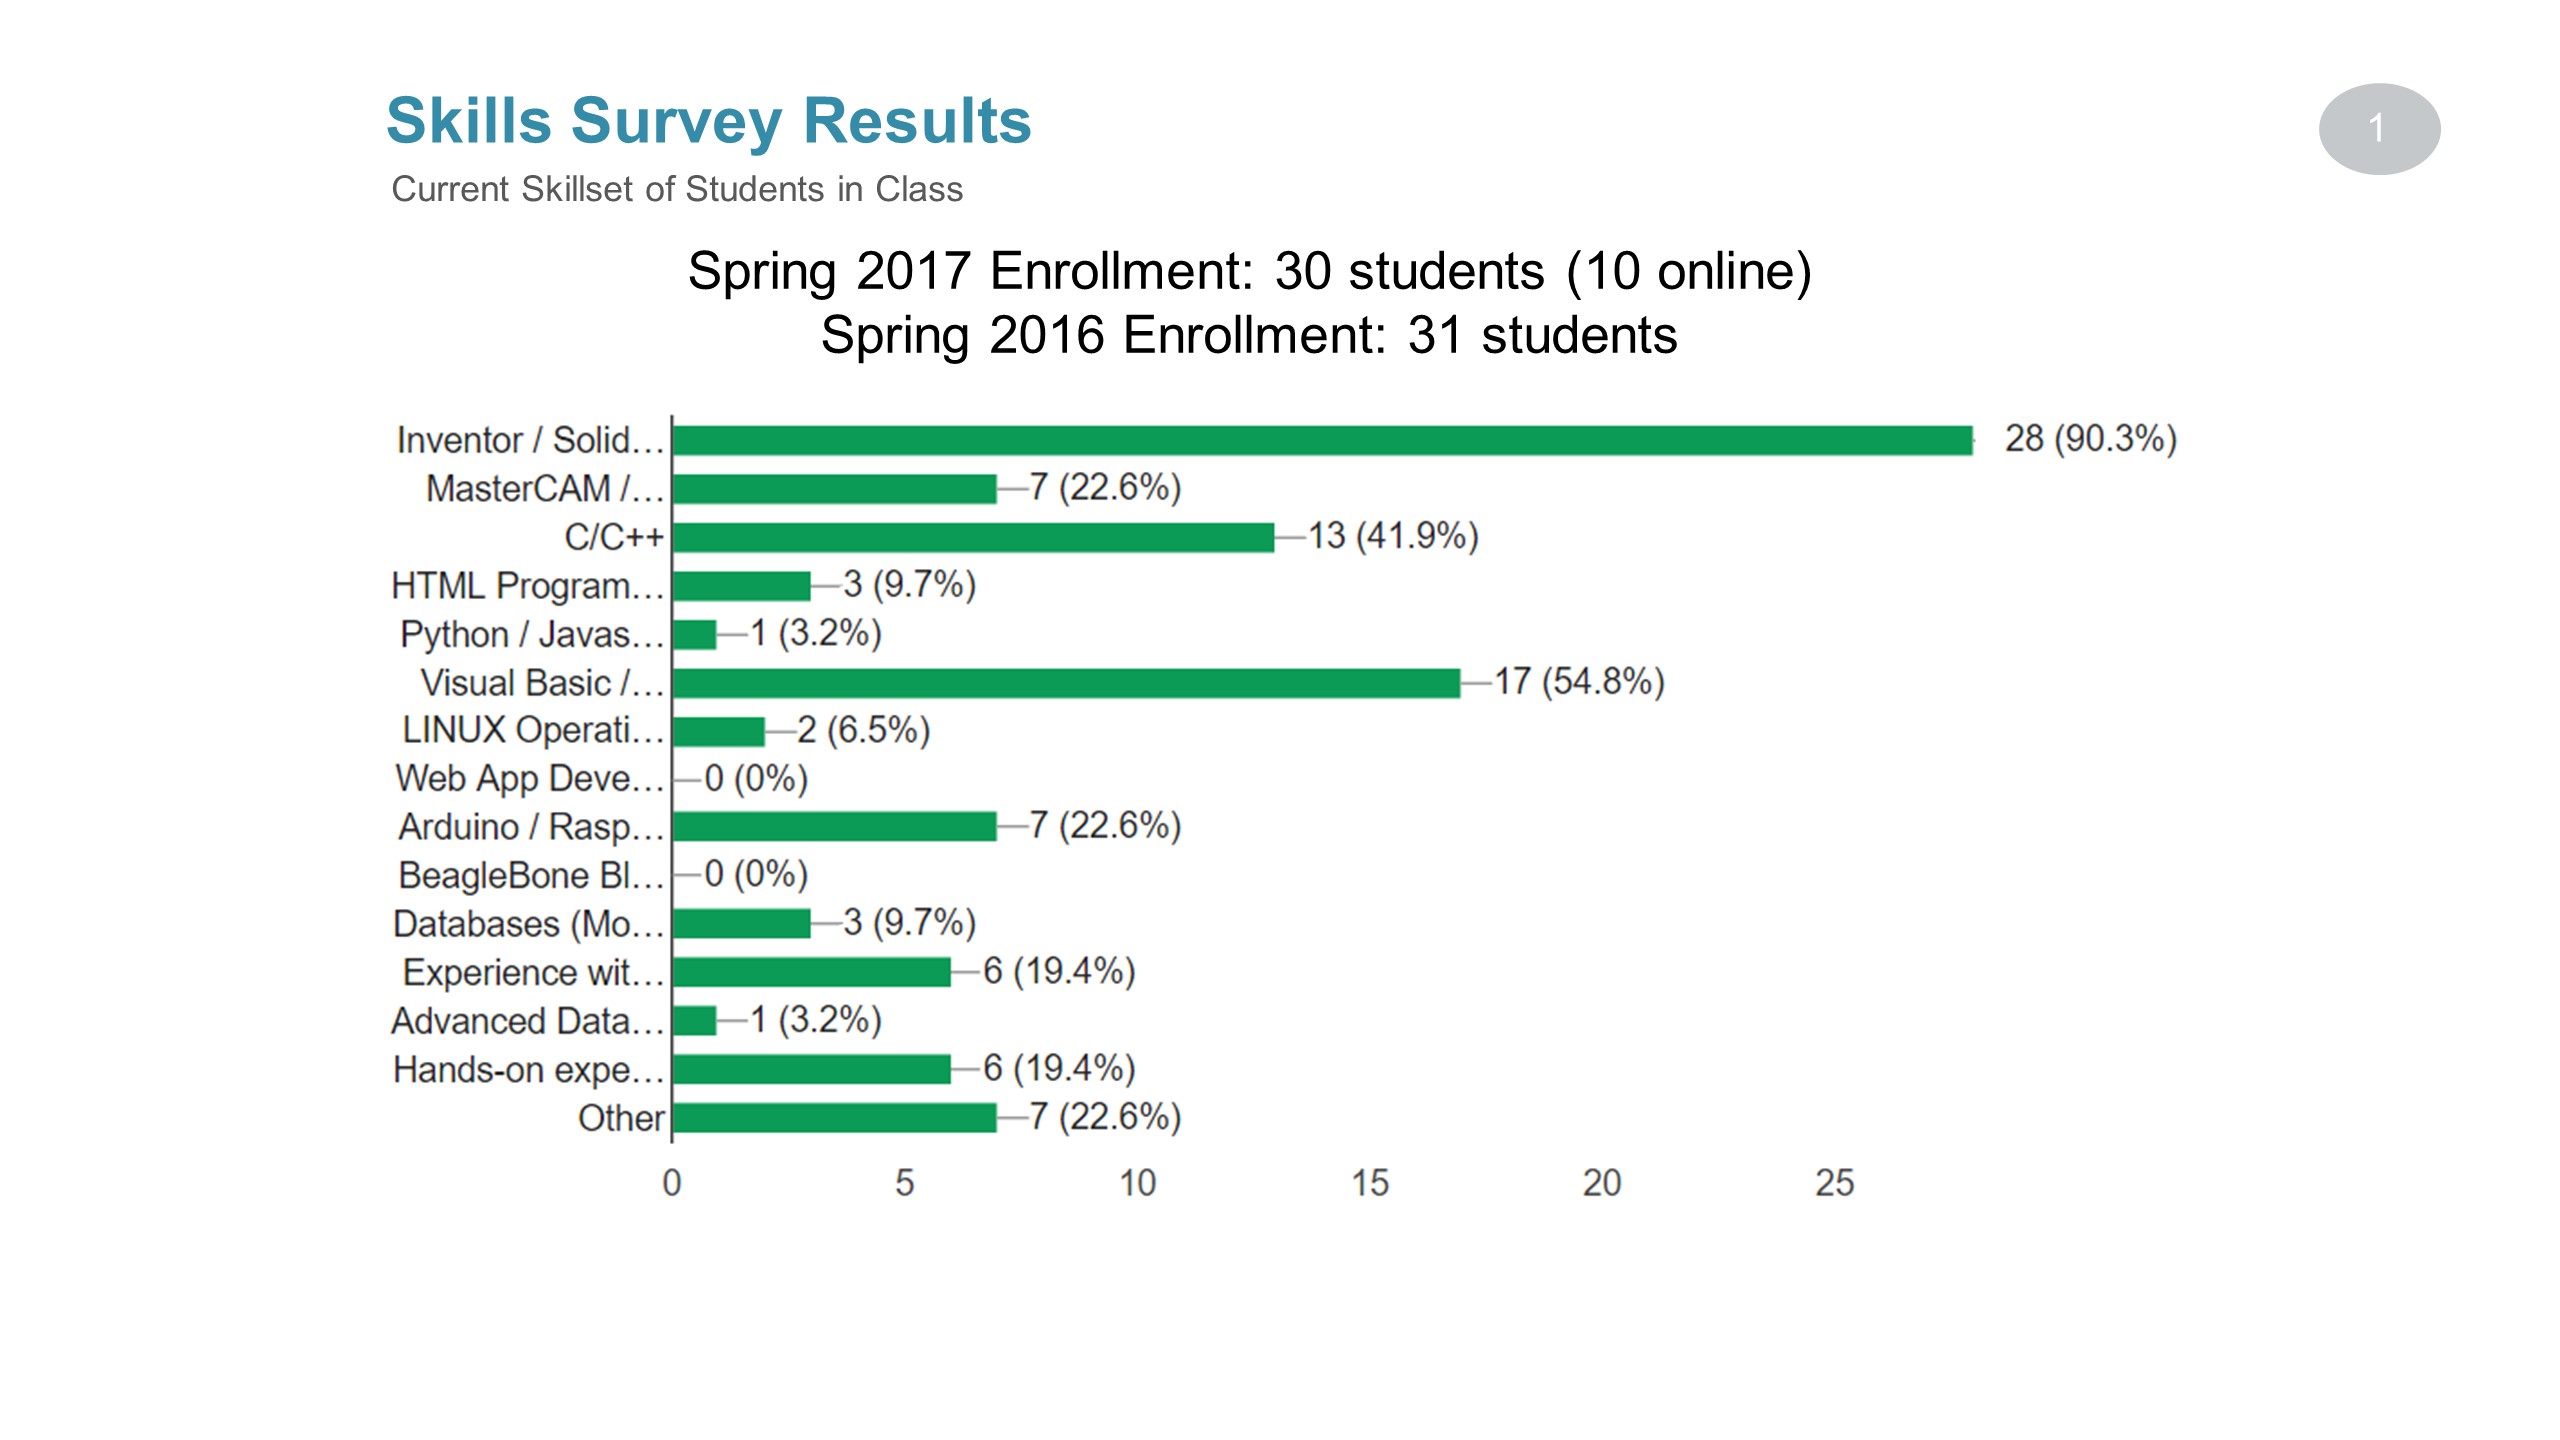 Skills Survey Results
1
Current Skillset of Students in Class
Spring 2017 Enrollment: 30 students (10 online)
Spring 2016 Enrollment: 31 students
Inventor / Solid… 28 (90.3%)
MasterCAM /… 7 (22.6%)
C/C++ 13 (41.9%)
HTML Program… 3 (9.7%)
Python / Javas… 1 (3.2%)
Visual Basic /… 17 (54.8%)
LINUX Operati… 2 (6.5%)
Web App Deve… 0 (0%)
Arduino / Rasp… 7 (22.6%)
BeagleBone Bl… 0 (0%)
Databases (Mo… 3 (9.7%)
Experience wit… 6 (19.4%)
Advanced Data… 1 (3.2%)
Hands-on expe… 6 (19.4%)
Other 7 (22.6%)
0 5 10 15 20 25